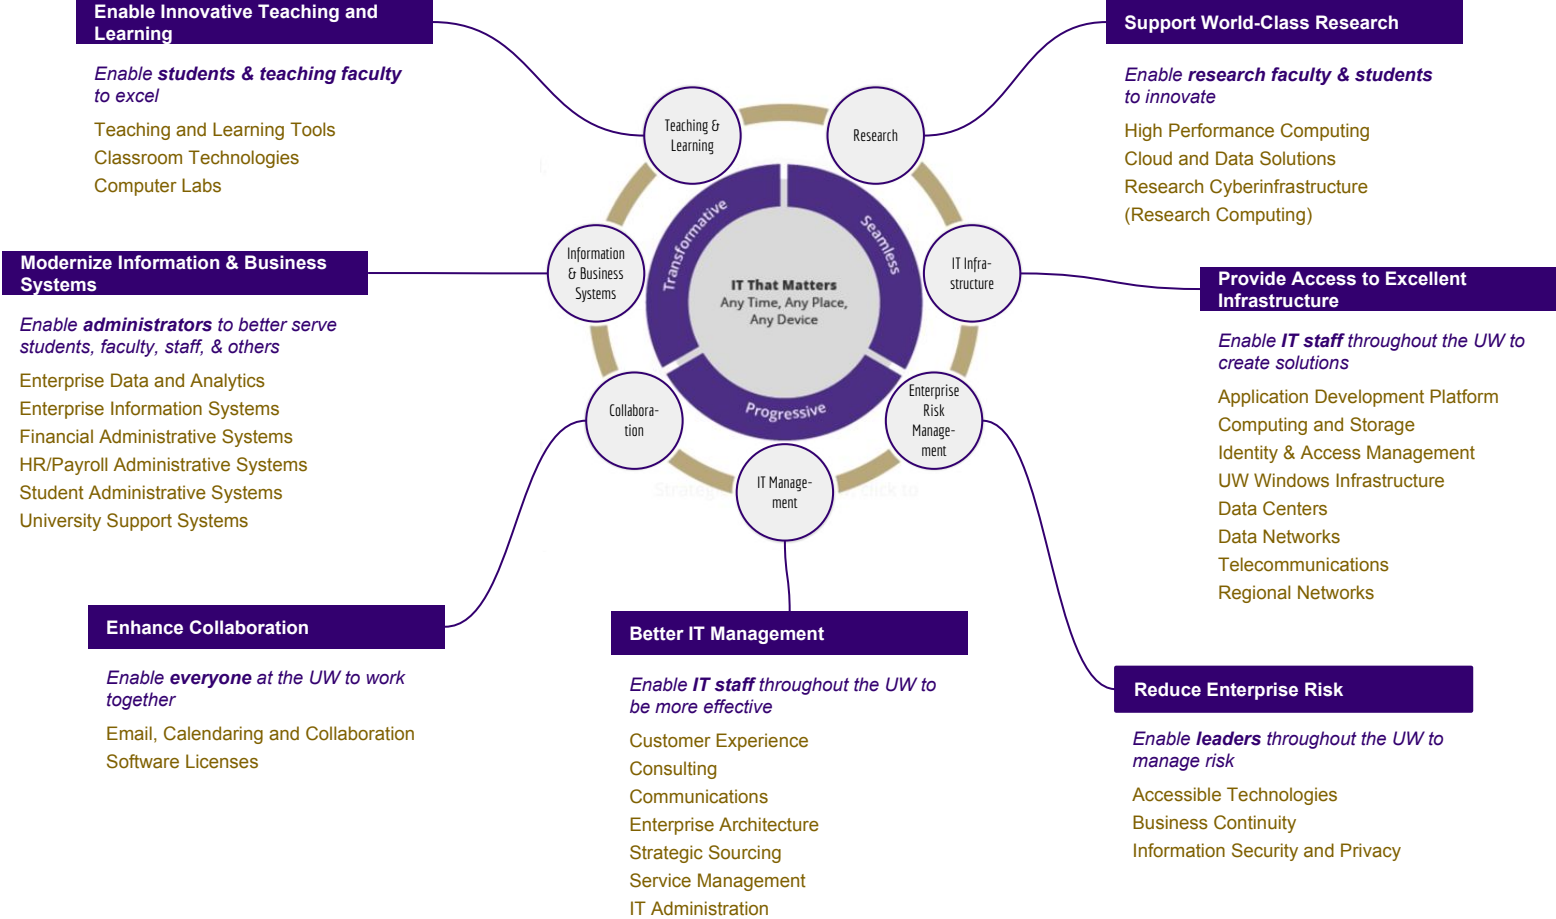 Enable Innovative Teaching and
Learning
Enable students & teaching faculty
to excel
Teaching and Learning Tools
Classroom Technologies
Computer Labs
Support World-Class Research
Enable research faculty & students
to innovate
High Performance Computing
Cloud and Data Solutions
Research Cyberinfrastructure
(Research Computing)
Modernize Information & Business
Systems
Enable administrators to better serve
students, faculty, staff, & others
Enterprise Data and Analytics
Enterprise Information Systems
Financial Administrative Systems
HR/Payroll Administrative Systems
Student Administrative Systems
University Support Systems
Teaching &
Learning
Research
Information
& Business
Systems
IT Infra-
structure
Transformative
Seamless
Progressive
IT That Matters
Any Time, Any Place,
Any Device
Collabora-
tion
Enterprise
Risk
Manage-
ment
IT Manage-
ment
click to
Provide Access to Excellent
Infrastructure
Enable IT staff throughout the UW to
create solutions
Application Development Platform
Computing and Storage
Identity & Access Management
UW Windows Infrastructure
Data Centers
Data Networks
Telecommunications
Regional Networks
Enhance Collaboration
Enable everyone at the UW to work
together
Email, Calendaring and Collaboration
Software Licenses
Better IT Management
Enable IT staff throughout the UW to
be more effective
Customer Experience
Consulting
Communications
Enterprise Architecture
Strategic Sourcing
Service Management
IT Administration
Reduce Enterprise Risk
Enable leaders throughout the UW to
manage risk
Accessible Technologies
Business Continuity
Information Security and Privacy